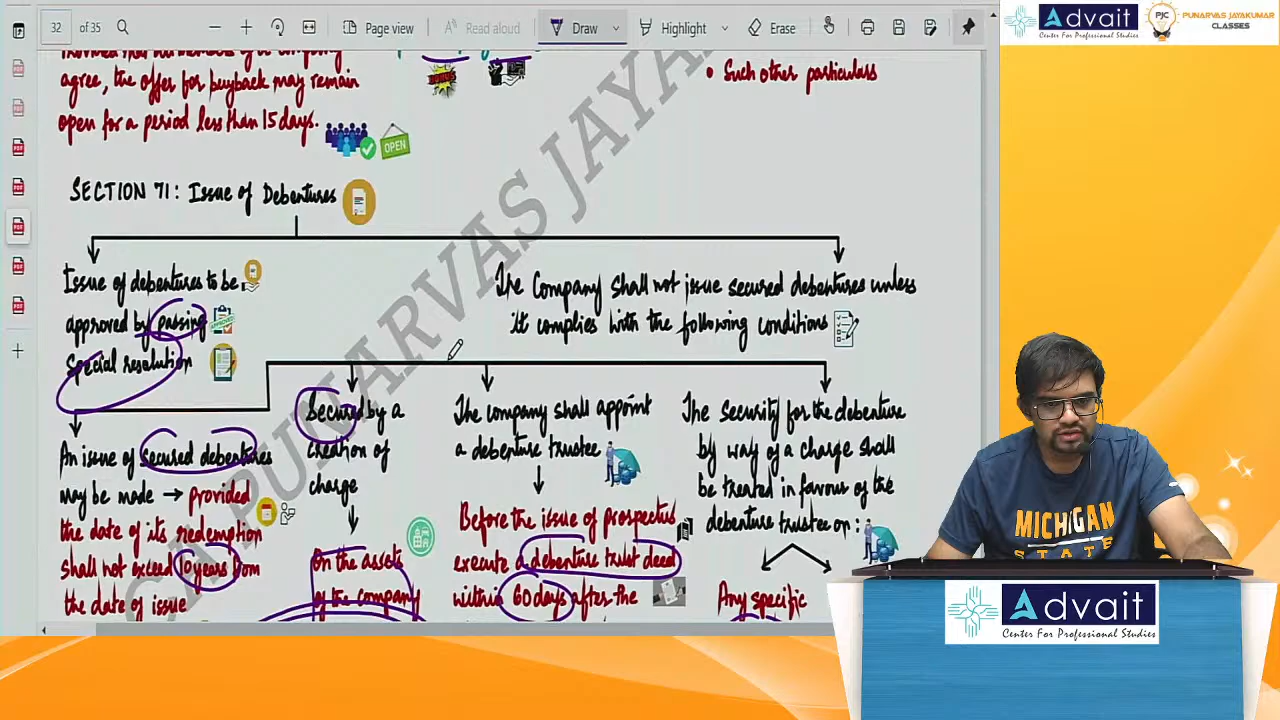 32 of 35
Page view
Read aloud
Draw
Highlight
Erase
Advait
Center For Professional Studies
PJC
PUNARVAS JAYAKUMAR
CLASSES
agree, the offer for buyback may remain
open for a period less than 15 days.
OPEN
• Such other particulars
SECTION 71: Issue of Debentures
Issue of debentures to be
approved by passing
Special resolution
The Company shall not issue secured debentures unless
it complies with the following conditions
An issue of secured debentures
may be made → provided
the date of its redemption
shall not exceed 10 years from
the date of issue
Secured by a
creation of
charge
On the assets
of the company
The company shall appoint
a debenture trustee
Before the issue of prospectus
execute a debenture trust deed
within 60 days after the
The security for the debenture
by way of a charge shall
be treated in favour of the
debenture trustee on:
Any specific
CA PUNARVAS JAYA
MICHIGAN
STATE
Advait
Center For Professional Studies